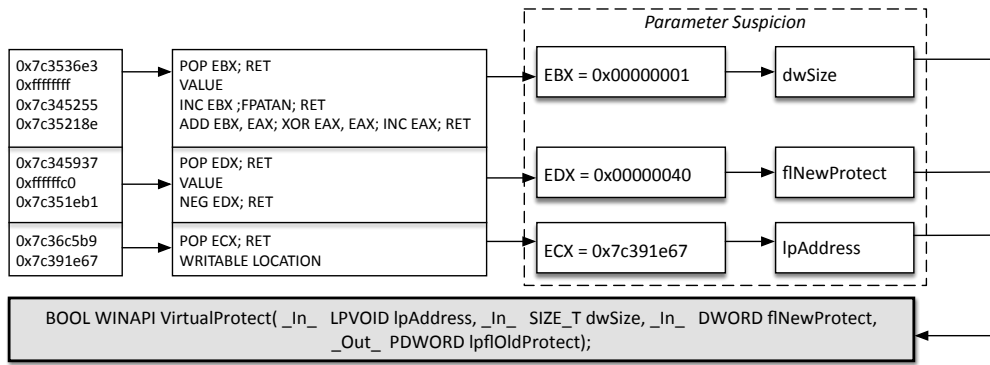 Parameter Suspicion
0x7c3536e3
0xffffffff
0x7c345255
0x7c35218e
POP EBX; RET
VALUE
INC EBX ;FPATAN; RET
ADD EBX, EAX; XOR EAX, EAX; INC EAX; RET
EBX = 0x00000001
dwSize
0x7c345937
0xffffffc0
0x7c351eb1
POP EDX; RET
VALUE
NEG EDX; RET
EDX = 0x00000040
flNewProtect
0x7c36c5b9
0x7c391e67
POP ECX; RET
WRITABLE LOCATION
ECX = 0x7c391e67
lpAddress
BOOL WINAPI VirtualProtect( _In_ LPVOID lpAddress, _In_ SIZE_T dwSize, _In_ DWORD flNewProtect,
_Out_ PDWORD lpflOldProtect);